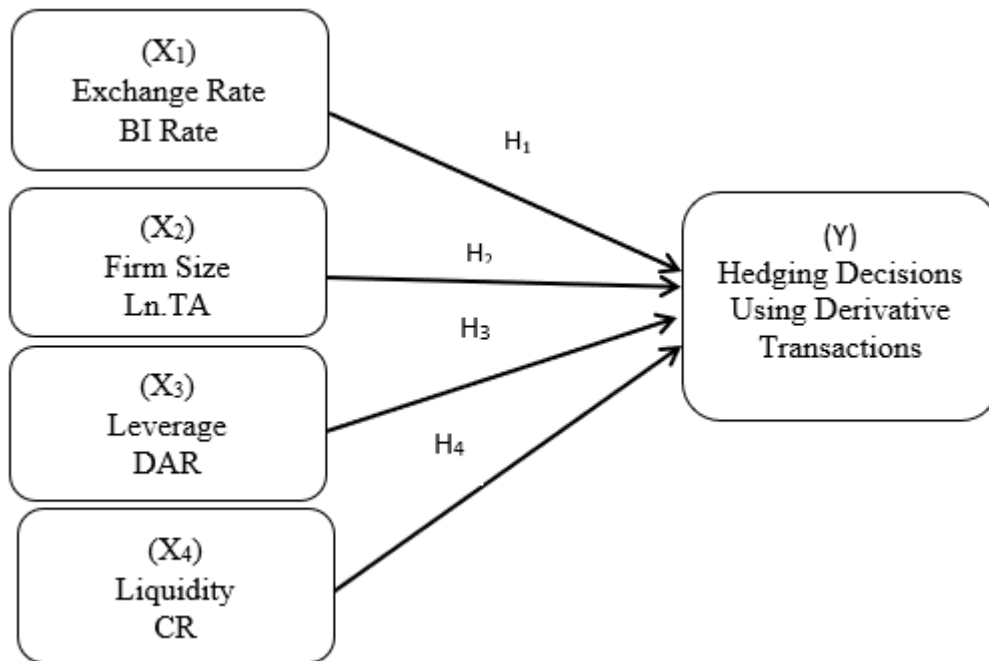 (X₁)
Exchange Rate
BI Rate
H₁
(X₂)
Firm Size
Ln.TA
H₂
(Y)
Hedging Decisions
Using Derivative
Transactions
H₃
(X₃)
Leverage
DAR
H₄
(X₄)
Liquidity
CR